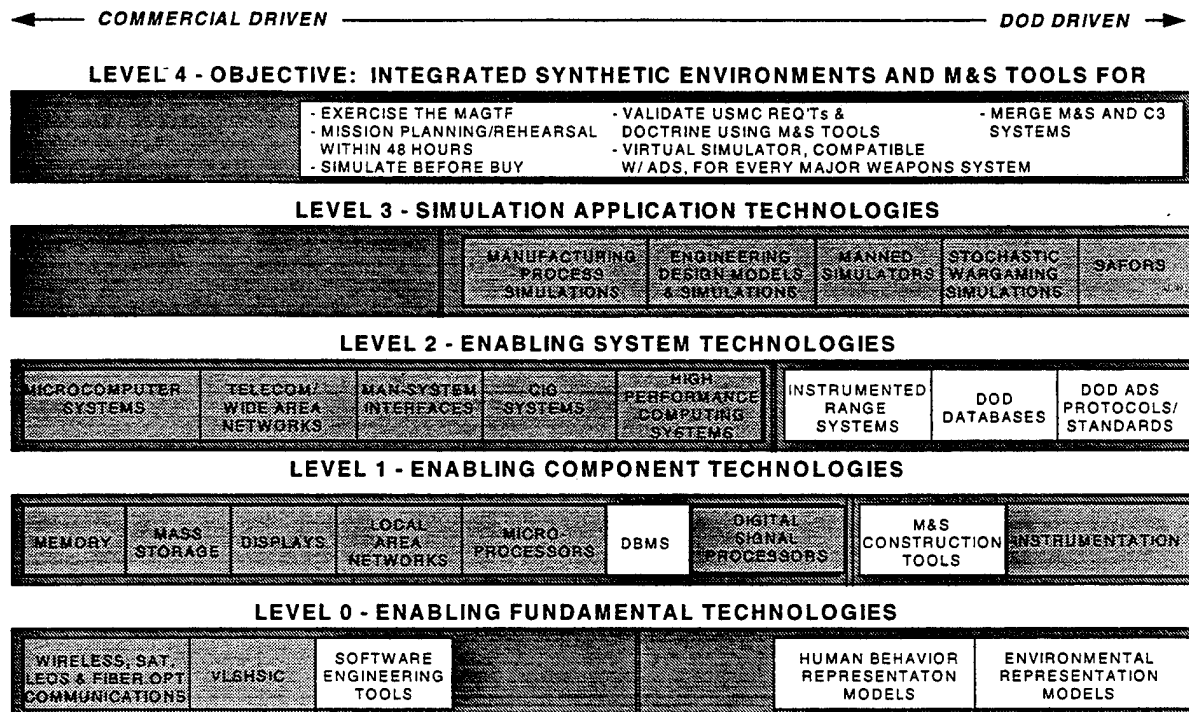 COMMERCIAL DRIVEN
DOD DRIVEN
LEVEL 4 - OBJECTIVE: INTEGRATED SYNTHETIC ENVIRONMENTS AND M&S TOOLS FOR
- EXERCISE THE MAGTF
- MISSION PLANNING/REHEARSAL
WITHIN 48 HOURS
- SIMULATE BEFORE BUY
- VALIDATE USMC REQ'Ts &
DOCTRINE USING M&S TOOLS
- VIRTUAL SIMULATOR, COMPATIBLE
W/ ADS, FOR EVERY MAJOR WEAPONS SYSTEM
- MERGE M&S AND C3
SYSTEMS
LEVEL 3 - SIMULATION APPLICATION TECHNOLOGIES
MANUFACTURING
PROCESS
SIMULATIONS
ENGINEERING
DESIGN MODELS
& SIMULATIONS
MANNED
SIMULATORS
STOCHASTIC
WARGAMING
SIMULATIONS
SAFORS
LEVEL 2 - ENABLING SYSTEM TECHNOLOGIES
MICROCOMPUTER
SYSTEMS
TELECOM/
WIDE AREA
NETWORKS
MAN-SYSTEM
INTERFACES
CIG
SYSTEMS
HIGH
PERFORMANCE
COMPUTING
SYSTEMS
INSTRUMENTED
RANGE
SYSTEMS
DOD
DATABASES
DOD ADS
PROTOCOLS/
STANDARDS
LEVEL 1 - ENABLING COMPONENT TECHNOLOGIES
MEMORY
MASS
STORAGE
DISPLAYS
LOCAL
AREA
NETWORKS
MICRO-
PROCESSORS
DBMS
DIGITAL
SIGNAL
PROCESSORS
M&S
CONSTRUCTION
TOOLS
INSTRUMENTATION
LEVEL 0 - ENABLING FUNDAMENTAL TECHNOLOGIES
WIRELESS, SAT,
LEOS & FIBER OPT
COMMUNICATIONS
SOFTWARE
ENGINEERING
TOOLS
HUMAN BEHAVIOR
REPRESENTATON
MODELS
ENVIRONMENTAL
REPRESENTATION
MODELS